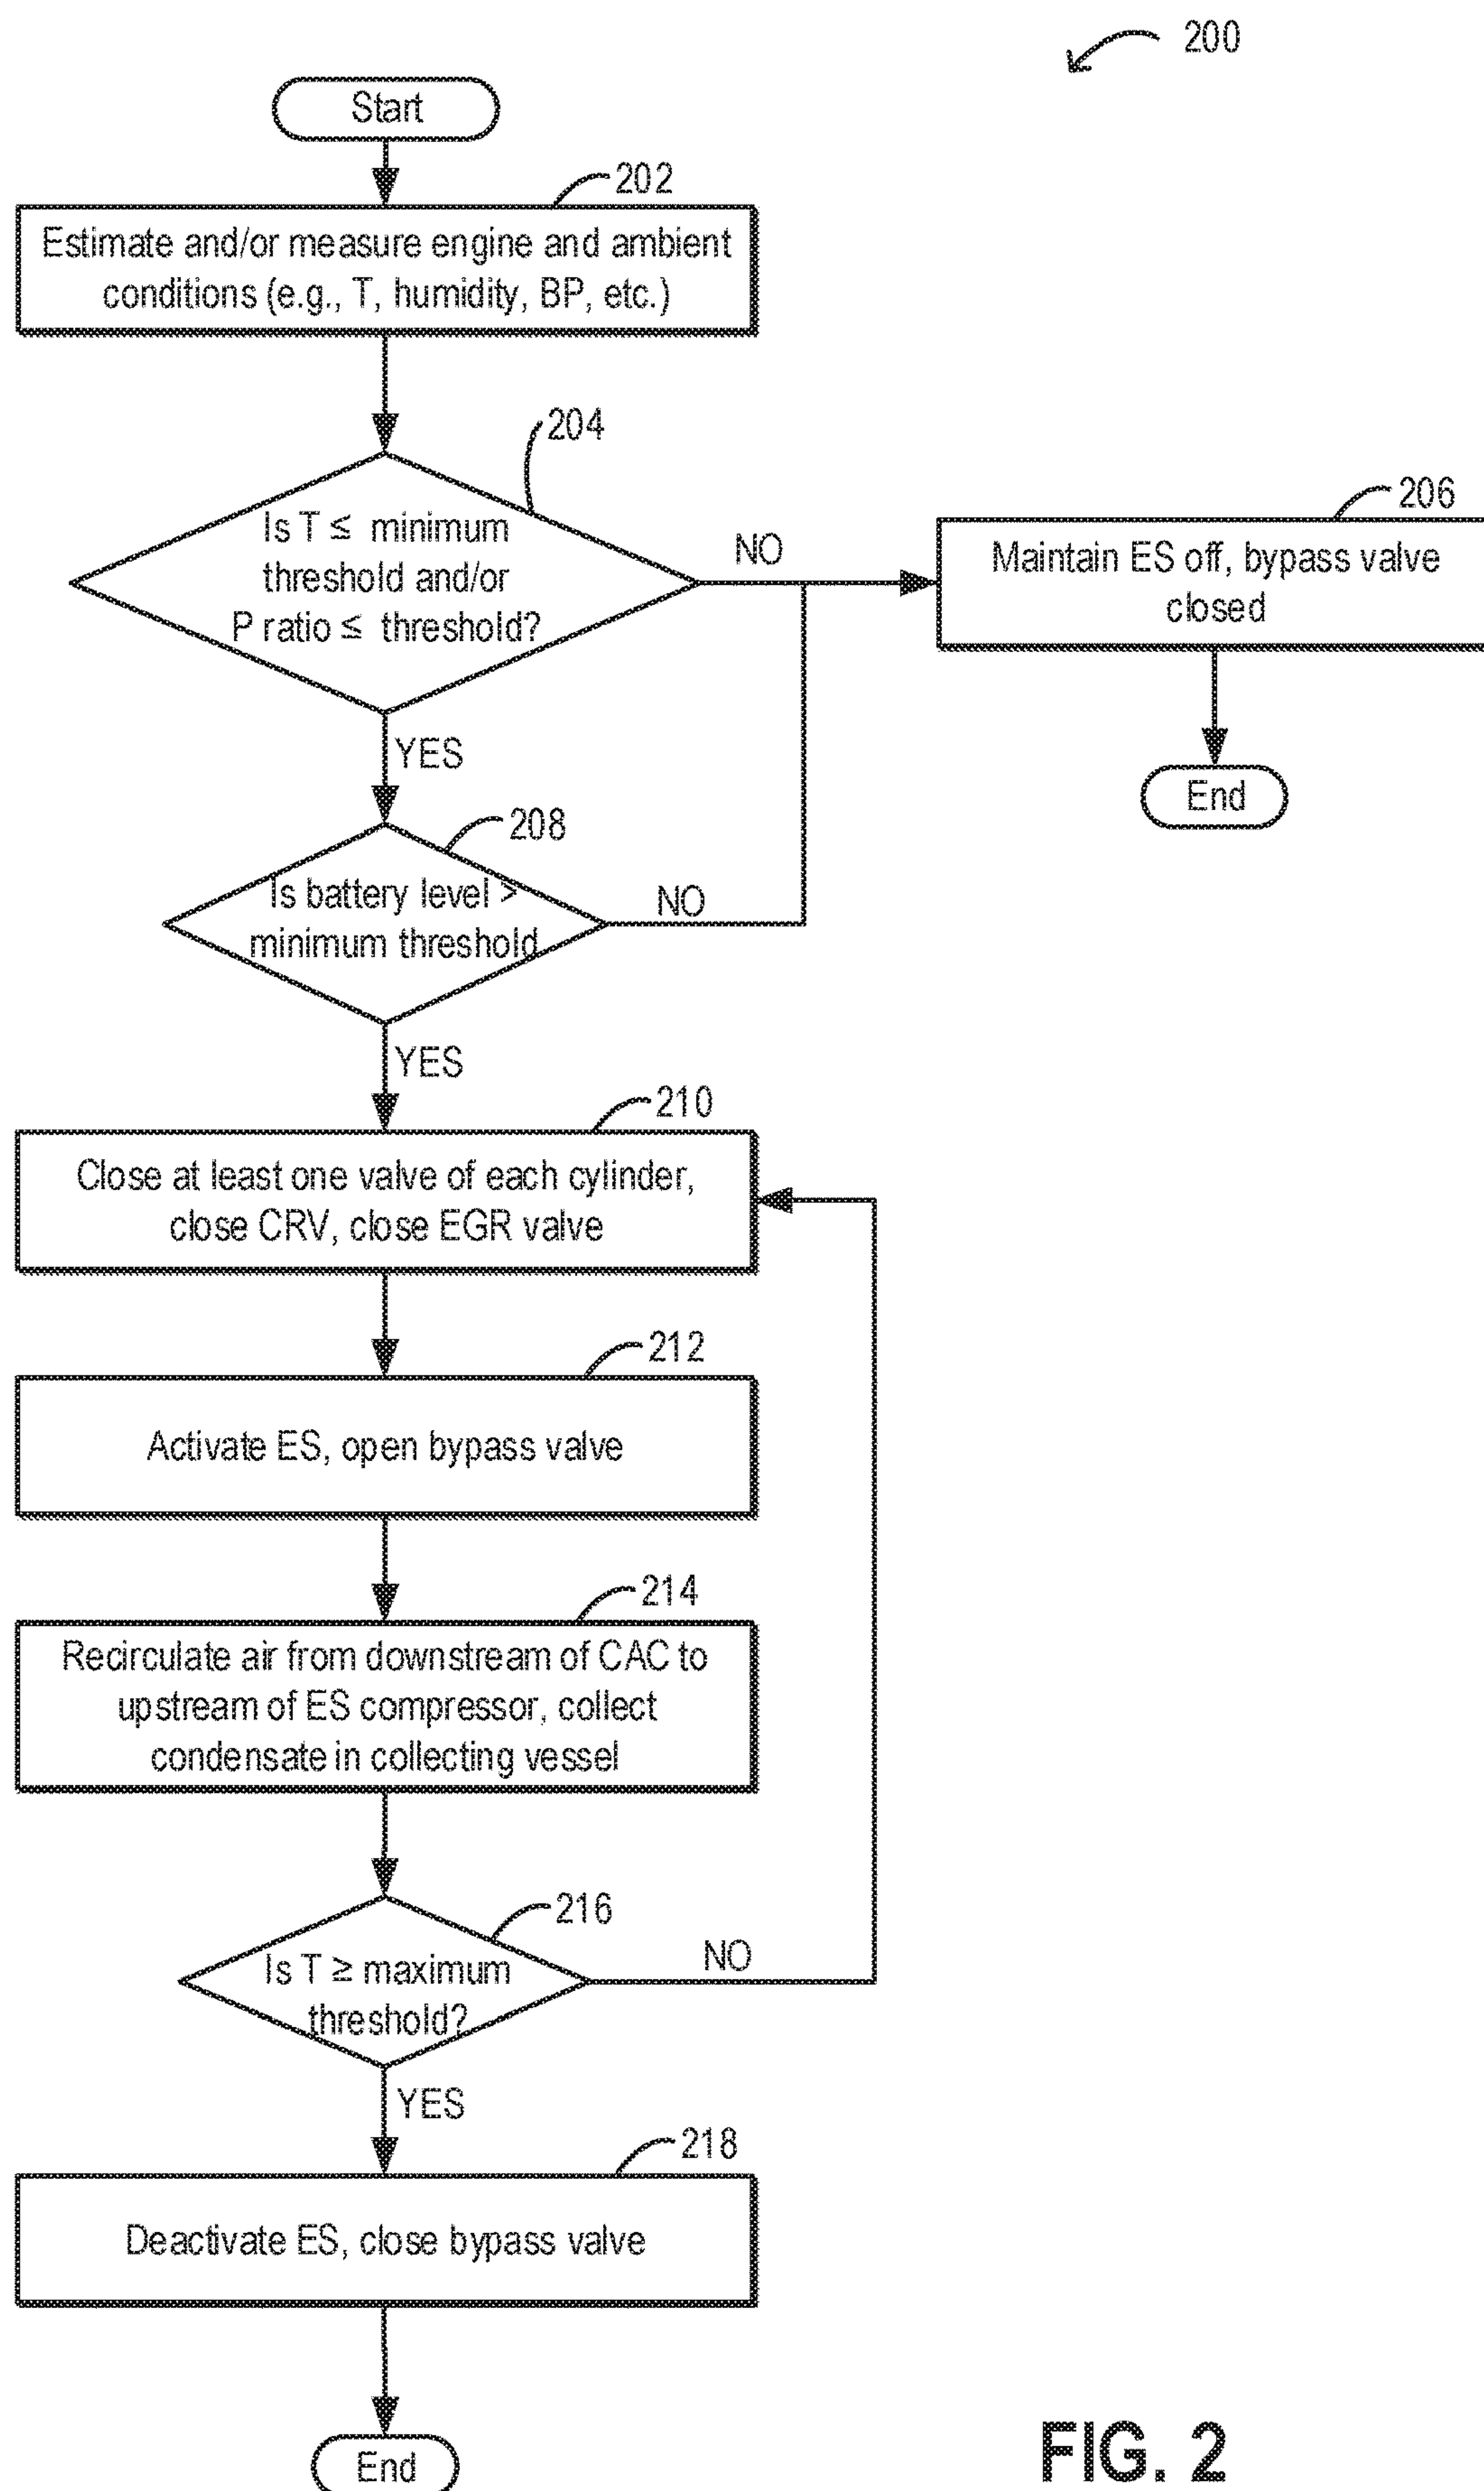 200
Start
202
Estimate and/or measure engine and ambient
conditions (e.g., T, humidity, BP, etc.)
204
Is T ≤ minimum
threshold and/or
P ratio ≤ threshold?
NO
206
Maintain ES off, bypass valve
closed
End
YES
208
Is battery level >
minimum threshold
NO
YES
210
Close at least one valve of each cylinder,
close CRV, close EGR valve
212
Activate ES, open bypass valve
214
Recirculate air from downstream of CAC to
upstream of ES compressor, collect
condensate in collecting vessel
216
Is T ≥ maximum
threshold?
NO
YES
218
Deactivate ES, close bypass valve
End
FIG. 2